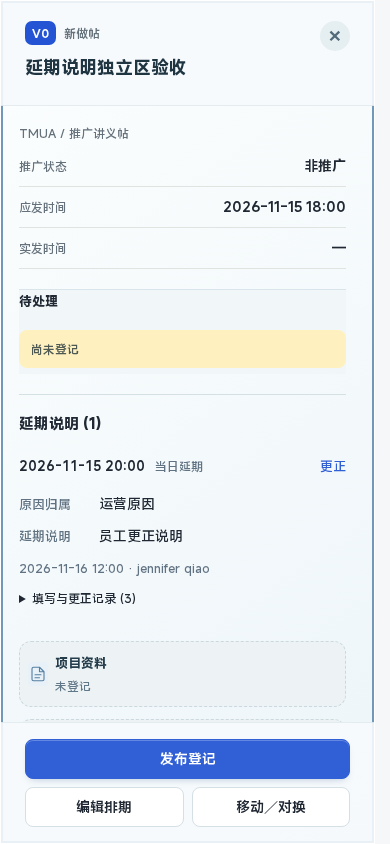 V0 新做帖
延期说明独立区验收
TMUA / 推广讲义帖
推广状态 非推广
应发时间 2026-11-15 18:00
实发时间 —
待处理
尚未登记
延期说明 (1)
2026-11-15 20:00 当日延期 更正
原因归属 运营原因
延期说明 员工更正说明
2026-11-16 12:00 · jennifer qiao
▶ 填写与更正记录 (3)
项目资料
未登记
发布登记
编辑排期 移动／对换